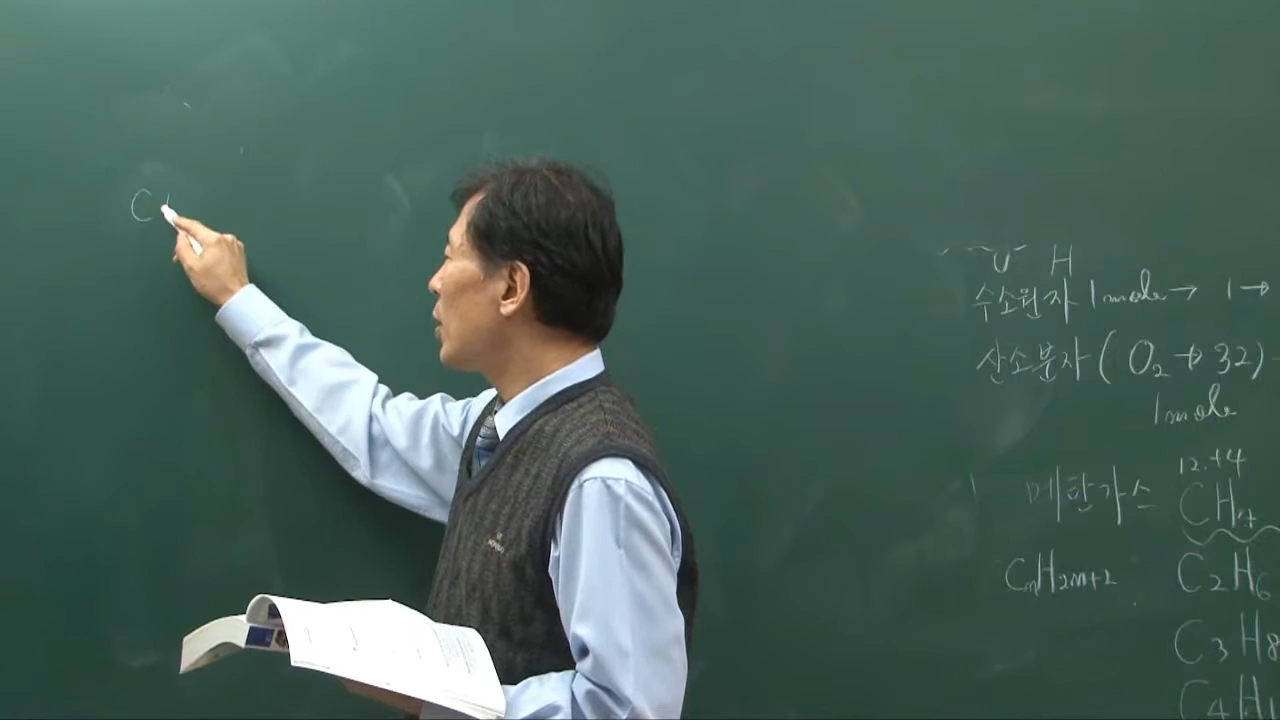 C
H
수소원자 1mole → 1 →
산소분자 ( O₂ → 32)
1mole
12+4
메탄가스 CH₄
CnH2n+2 C₂H₆
C₃H₈
C₄H₁